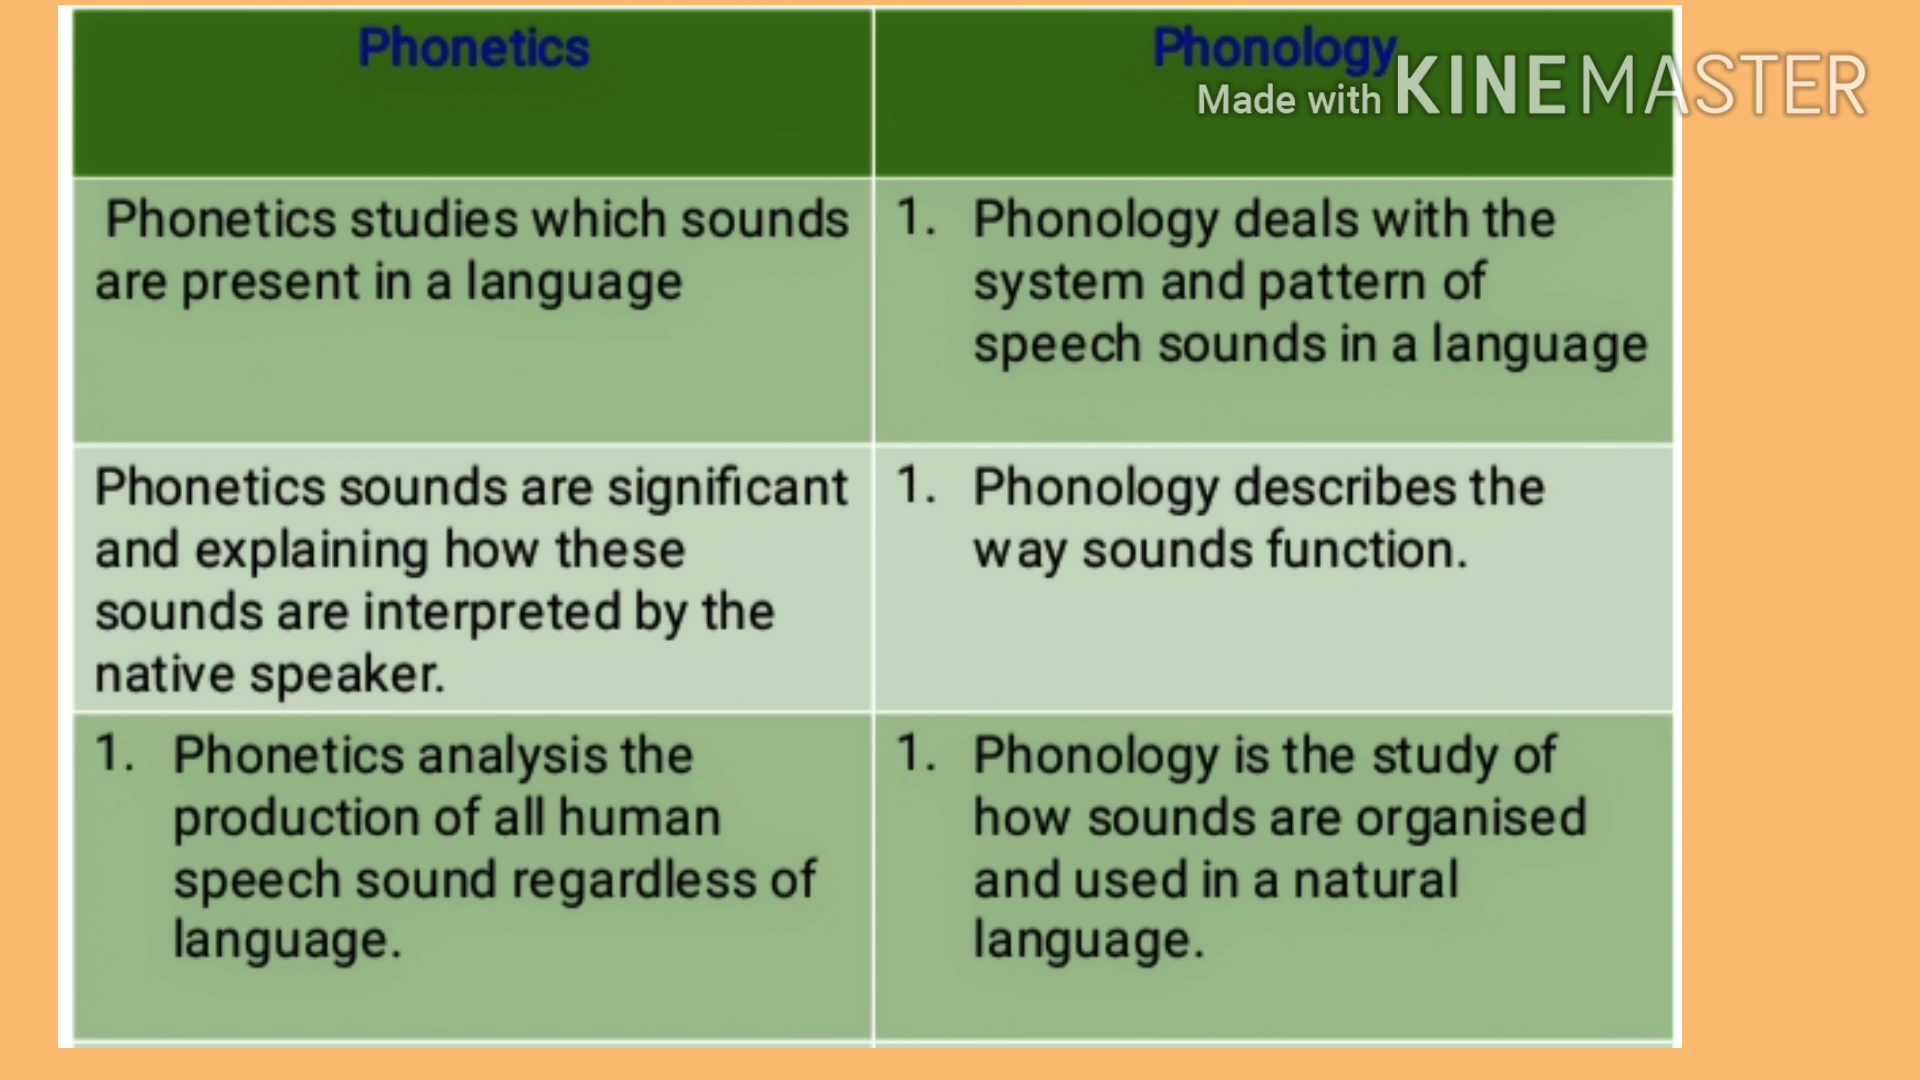 Phonetics
Phonology
Made with KINEMASTER
Phonetics studies which sounds
are present in a language
1. Phonology deals with the
system and pattern of
speech sounds in a language
Phonetics sounds are significant
and explaining how these
sounds are interpreted by the
native speaker.
1. Phonology describes the
way sounds function.
1. Phonetics analysis the
production of all human
speech sound regardless of
language.
1. Phonology is the study of
how sounds are organised
and used in a natural
language.